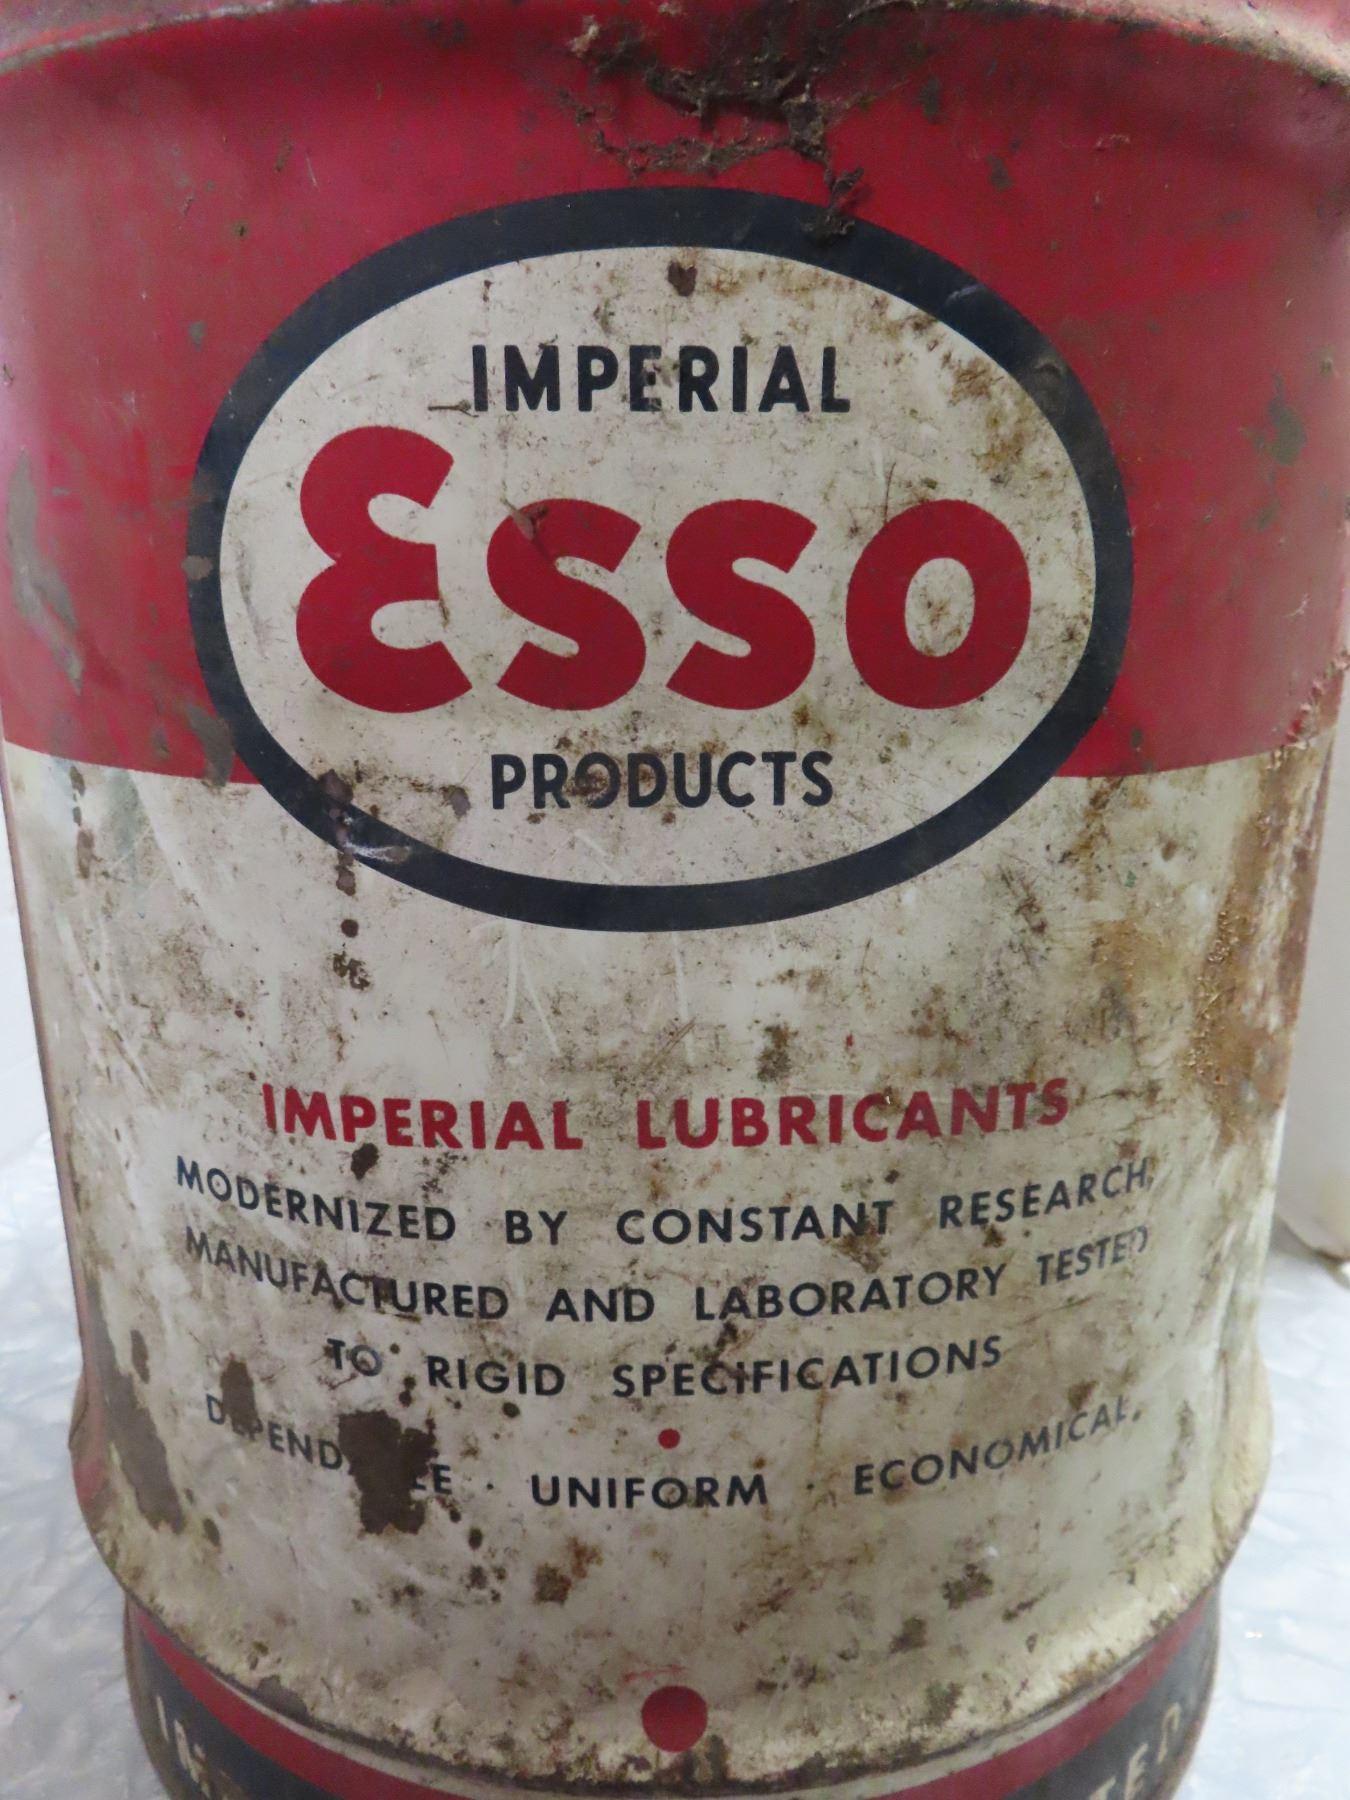 IMPERIAL
Esso
PRODUCTS
IMPERIAL LUBRICANTS
MODERNIZED BY CONSTANT RESEARCH,
MANUFACTURED AND LABORATORY TESTED
TO RIGID SPECIFICATIONS
•
· UNIFORM · ECONOMICAL.